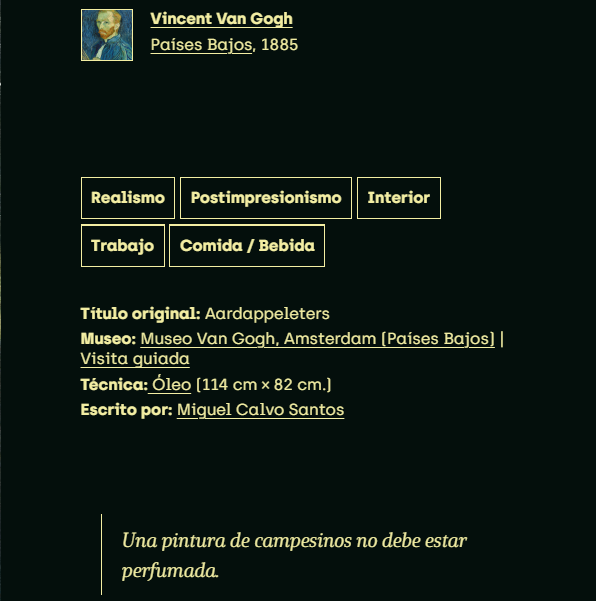 Vincent Van Gogh
Países Bajos, 1885
Realismo
Postimpresionismo
Interior
Trabajo
Comida / Bebida
Título original: Aardappeleters
Museo: Museo Van Gogh, Amsterdam (Países Bajos) |
Visita guiada
Técnica: Óleo (114 cm × 82 cm.)
Escrito por: Miguel Calvo Santos
Una pintura de campesinos no debe estar
perfumada.